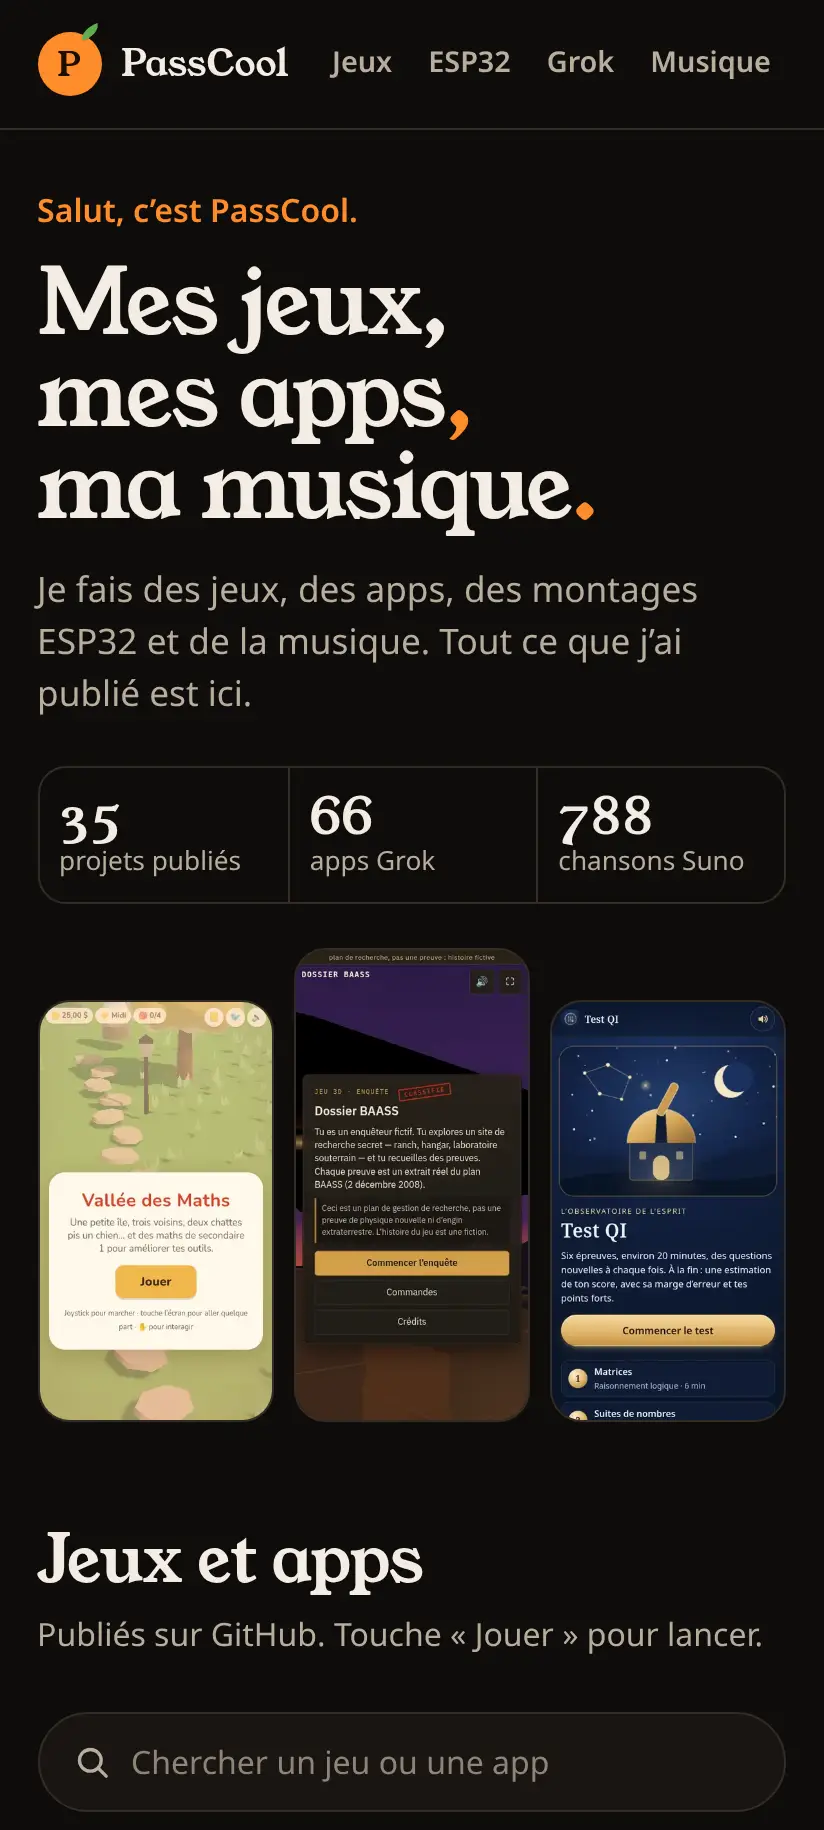 P PassCool Jeux ESP32 Grok Musique
Salut, c’est PassCool.
Mes jeux,
mes apps,
ma musique.
Je fais des jeux, des apps, des montages
ESP32 et de la musique. Tout ce que j’ai
publié est ici.
35
projets publiés
66
apps Grok
788
chansons Suno
25,00 $ Midi 0/4
Vallée des Maths
Une petite île, trois voisins, deux chattes
pis un chien... et des maths de secondaire
1 pour améliorer tes outils.
Jouer
Joystick pour marcher · touche l’écran pour aller quelque
part · ✋ pour interagir
plan de recherche, pas une preuve : histoire fictive
DOSSIER BAASS
JEU 3D · ENQUÊTE
Dossier BAASS
Tu es un enquêteur fictif. Tu explores un site de
recherche secret — ranch, hangar, laboratoire
souterrain — et tu recueilles des preuves.
Chaque preuve est un extrait réel du plan
BAASS (2 décembre 2008).
Ceci est un plan de gestion de recherche, pas une
preuve de physique nouvelle ni d’engin
extraterrestre. L’histoire du jeu est une fiction.
Commencer l’enquête
Commandes
Crédits
Test QI
L’OBSERVATOIRE DE L’ESPRIT
Test QI
Six épreuves, environ 20 minutes, des questions
nouvelles à chaque fois. À la fin : une estimation
de ton score, avec sa marge d’erreur et tes
points forts.
Commencer le test
1 Matrices
Raisonnement logique · 6 min
Suites de nombres
Jeux et apps
Publiés sur GitHub. Touche « Jouer » pour lancer.
Chercher un jeu ou une app